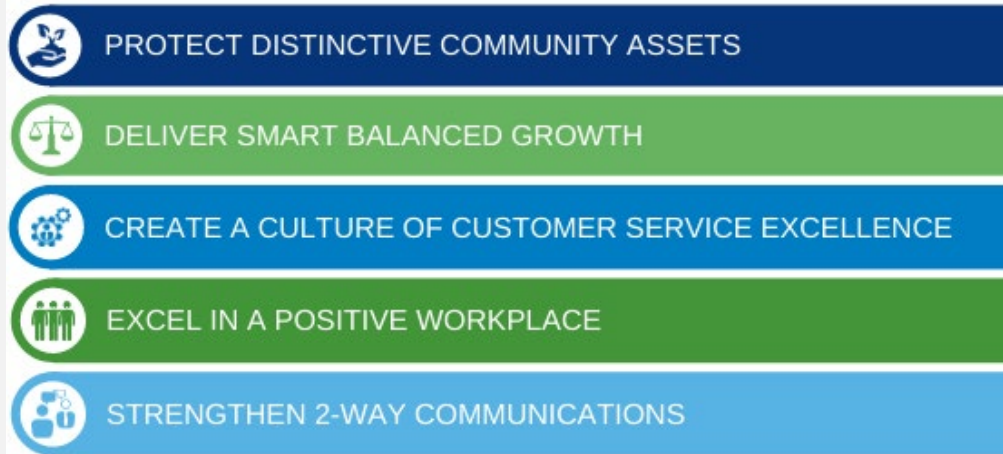 PROTECT DISTINCTIVE COMMUNITY ASSETS
DELIVER SMART BALANCED GROWTH
CREATE A CULTURE OF CUSTOMER SERVICE EXCELLENCE
EXCEL IN A POSITIVE WORKPLACE
STRENGTHEN 2-WAY COMMUNICATIONS